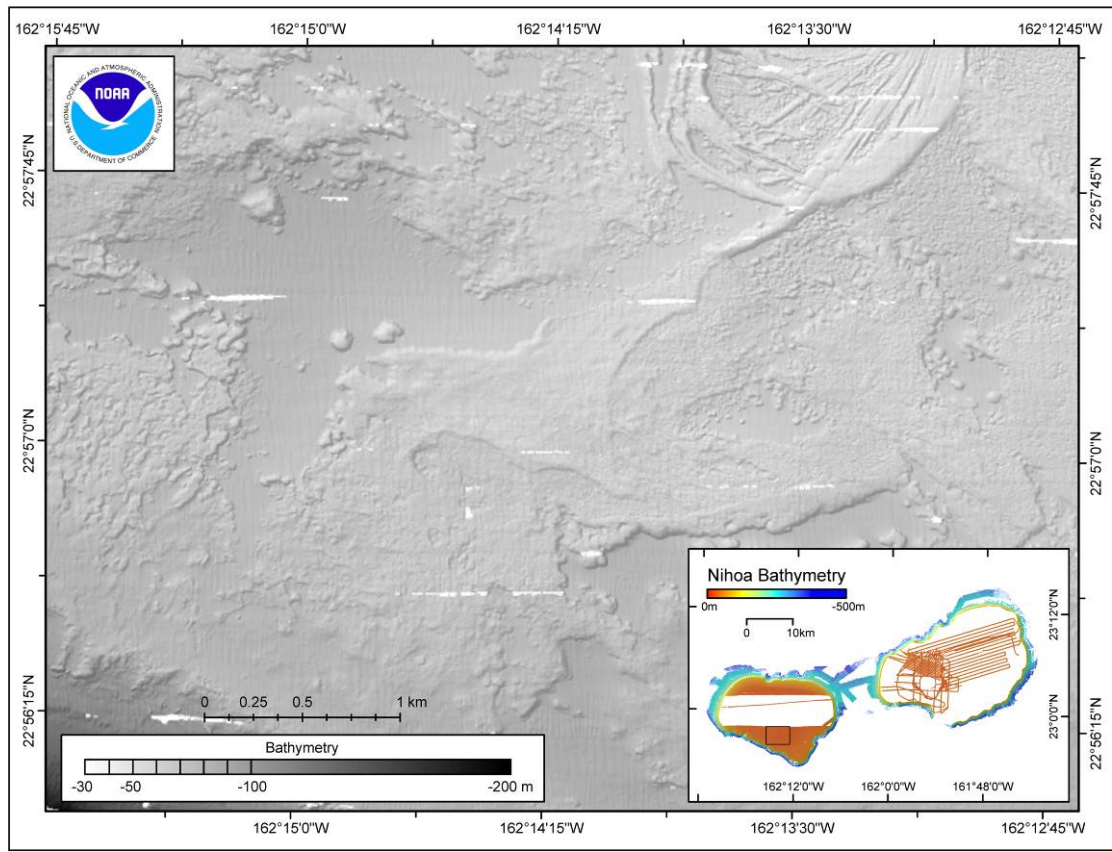 162°15'45"W 162°15'0"W 162°14'15"W 162°13'30"W 162°12'45"W
NATIONAL OCEANIC AND ATMOSPHERIC ADMINISTRATION
NOAA
U.S. DEPARTMENT OF COMMERCE
22°57'45"N
22°57'45"N
22°57'0"N
22°57'0"N
Nihoa Bathymetry
0m -500m
0 10km
23°12'0"N
23°0'0"N
162°12'0"W 162°0'0"W 161°48'0"W
22°56'15"N
22°56'15"N
0 0.25 0.5 1 km
Bathymetry
-30 -50 -100 -200 m
162°15'0"W 162°14'15"W 162°13'30"W 162°12'45"W